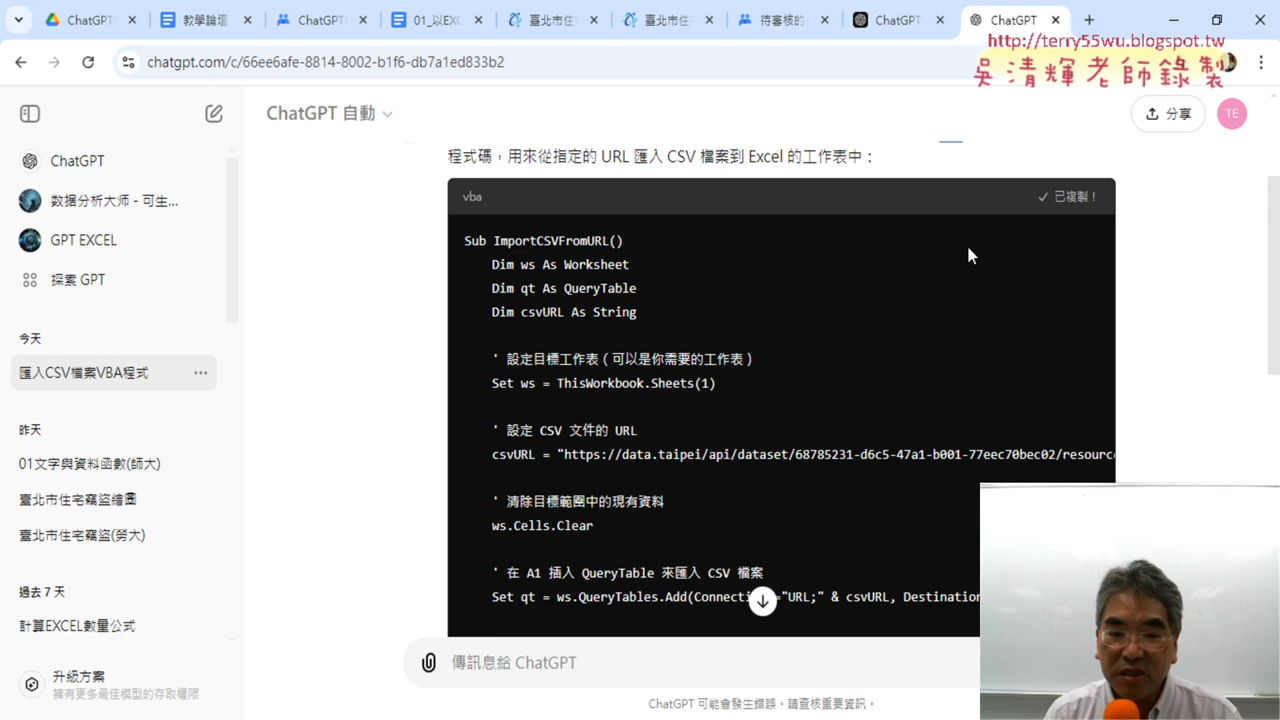 ChatGPT
教學論壇
ChatGPT
01_以EXC
臺北市住宅
臺北市住宅
待審核的
ChatGPT
ChatGPT
http://terry55wu.blogspot.tw
chatgpt.com/c/66ee6afe-8814-8002-b1f6-db7a1ed833b2
吳清輝老師錄製
ChatGPT 自動
分享
TE
ChatGPT
数据分析大师 - 可生...
GPT EXCEL
探索 GPT
今天
匯入CSV檔案VBA程式
昨天
01文字與資料函數(師大)
臺北市住宅竊盜繪圖
臺北市住宅竊盜(勞大)
過去 7 天
計算EXCEL數量公式
升級方案
擁有更多最佳模型的存取權限
程式碼，用來從指定的 URL 匯入 CSV 檔案到 Excel 的工作表中：
vba
已複製！
Sub ImportCSVFromURL()
Dim ws As Worksheet
Dim qt As QueryTable
Dim csvURL As String
' 設定目標工作表（可以是你需要的工作表）
Set ws = ThisWorkbook.Sheets(1)
' 設定 CSV 文件的 URL
csvURL = "https://data.taipei/api/dataset/68785231-d6c5-47a1-b001-77eec70bec02/resourc
' 清除目標範圍中的現有資料
ws.Cells.Clear
' 在 A1 插入 QueryTable 來匯入 CSV 檔案
Set qt = ws.QueryTables.Add(Connecti ="URL;" & csvURL, Destination
傳訊息給 ChatGPT
ChatGPT 可能會發生錯誤。請查核重要資訊。